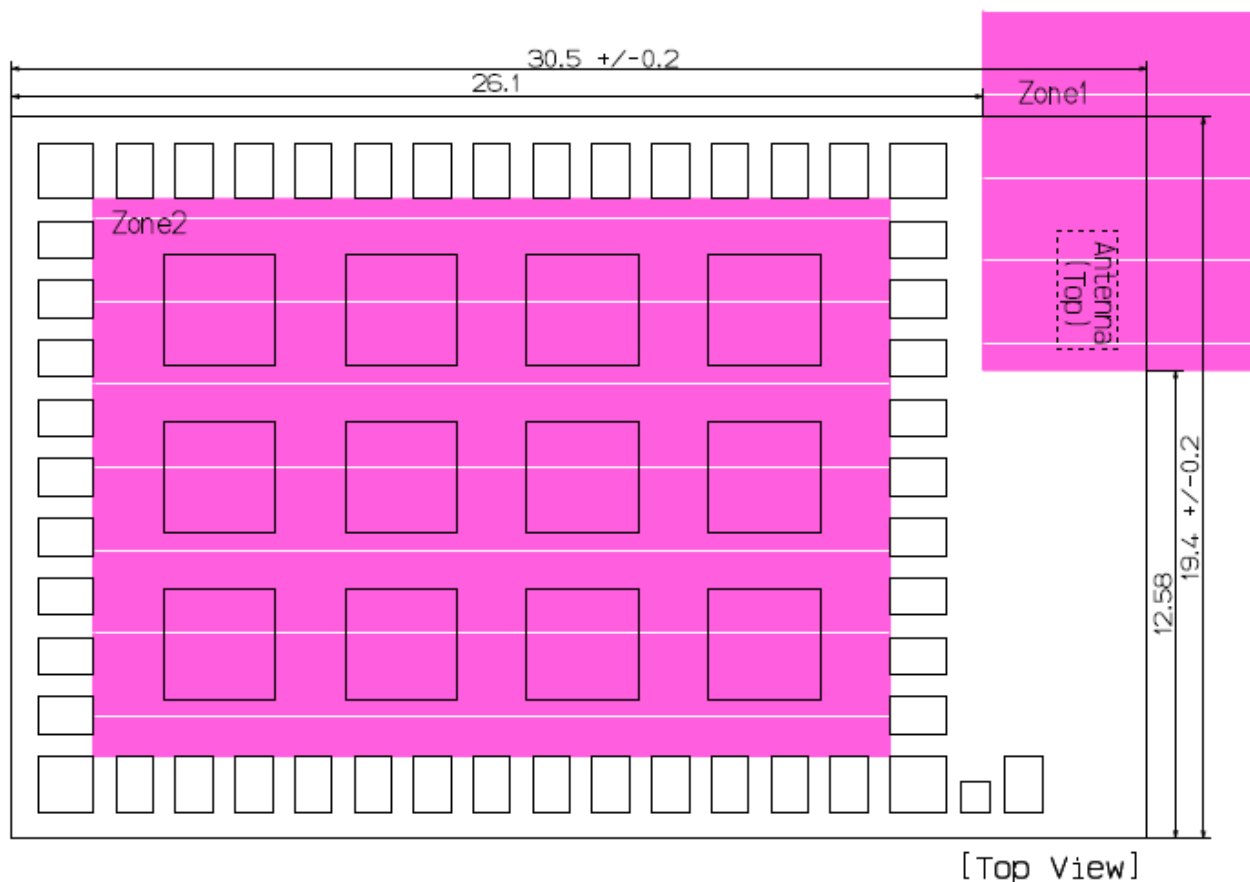 30.5 +/-0.2
26.1
Zone1
Zone2
Antenna
(Top)
12.58
19.4 +/-0.2
[Top View]